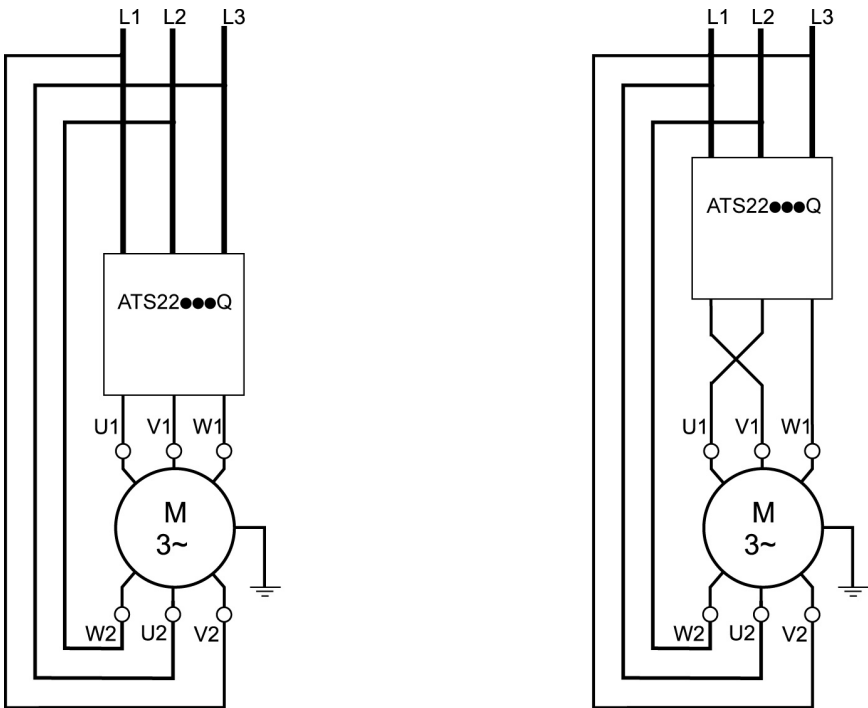 L1 L2 L3
ATS22●●●Q
U1 V1 W1
M
3~
W2 U2 V2
L1 L2 L3
ATS22●●●Q
U1 V1 W1
M
3~
W2 U2 V2